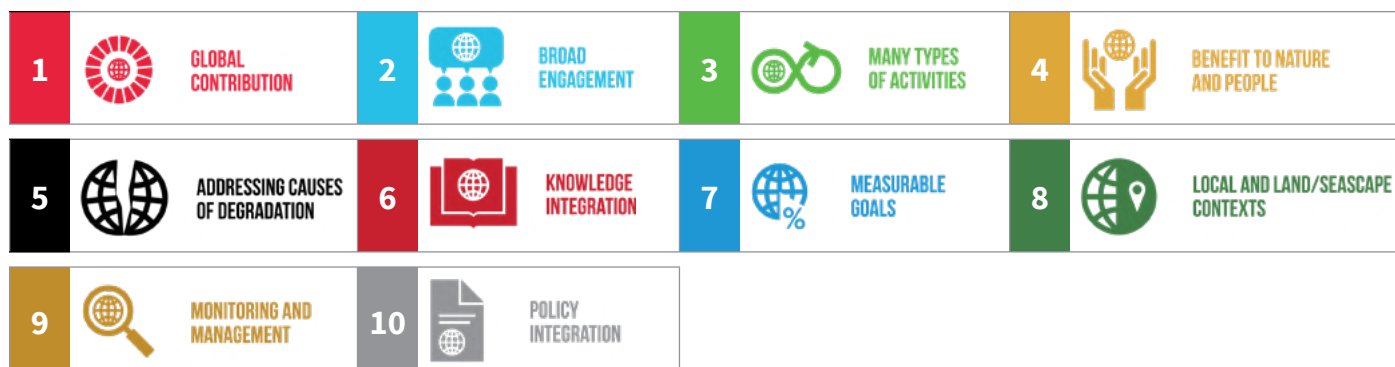 1
GLOBAL
CONTRIBUTION
2
BROAD
ENGAGEMENT
3
MANY TYPES
OF ACTIVITIES
4
BENEFIT TO NATURE
AND PEOPLE
5
ADDRESSING CAUSES
OF DEGRADATION
6
KNOWLEDGE
INTEGRATION
7
%
MEASURABLE
GOALS
8
LOCAL AND LAND/SEASCAPE
CONTEXTS
9
MONITORING AND
MANAGEMENT
10
POLICY
INTEGRATION